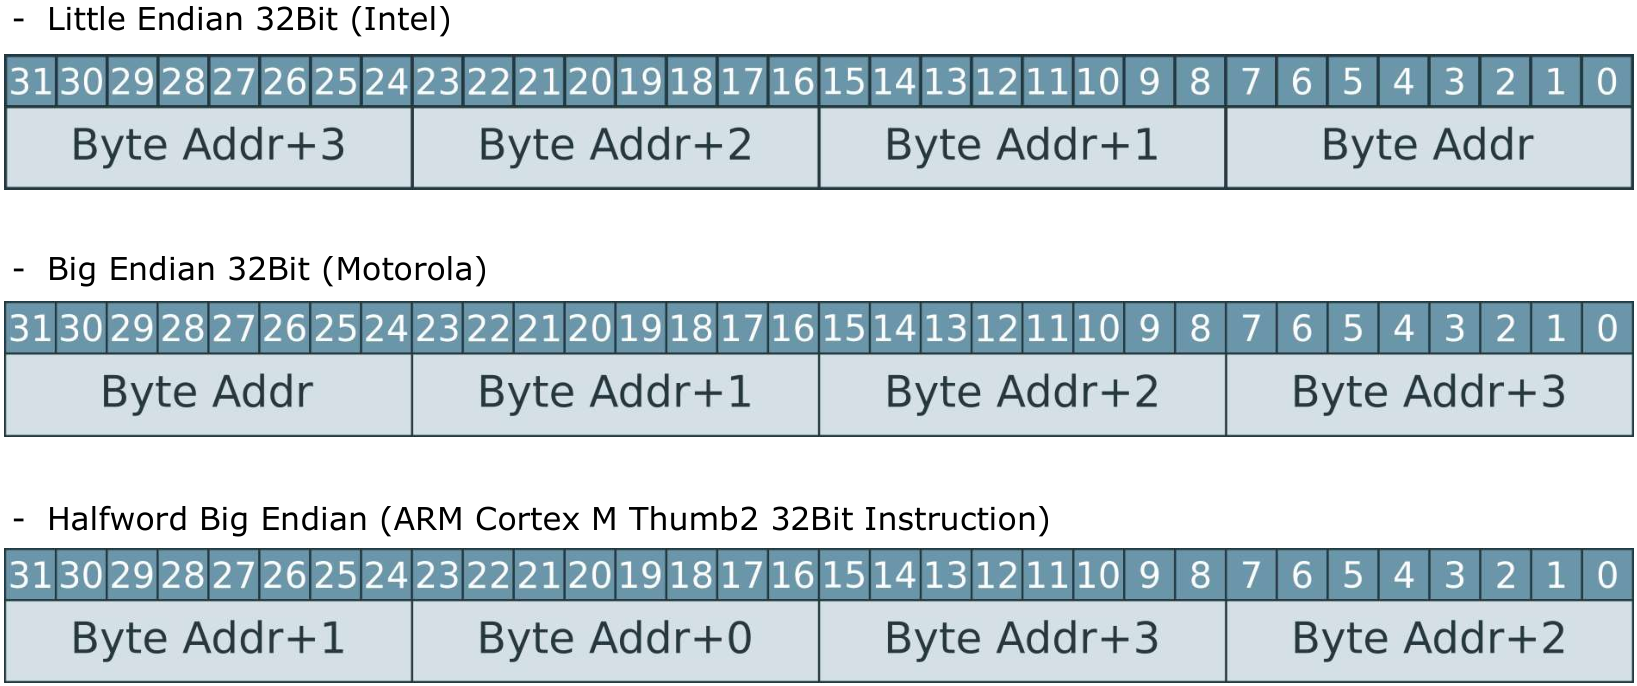 - Little Endian 32Bit (Intel)
31 30 29 28 27 26 25 24 23 22 21 20 19 18 17 16 15 14 13 12 11 10 9 8 7 6 5 4 3 2 1 0
Byte Addr+3 Byte Addr+2 Byte Addr+1 Byte Addr
- Big Endian 32Bit (Motorola)
31 30 29 28 27 26 25 24 23 22 21 20 19 18 17 16 15 14 13 12 11 10 9 8 7 6 5 4 3 2 1 0
Byte Addr Byte Addr+1 Byte Addr+2 Byte Addr+3
- Halfword Big Endian (ARM Cortex M Thumb2 32Bit Instruction)
31 30 29 28 27 26 25 24 23 22 21 20 19 18 17 16 15 14 13 12 11 10 9 8 7 6 5 4 3 2 1 0
Byte Addr+1 Byte Addr+0 Byte Addr+3 Byte Addr+2